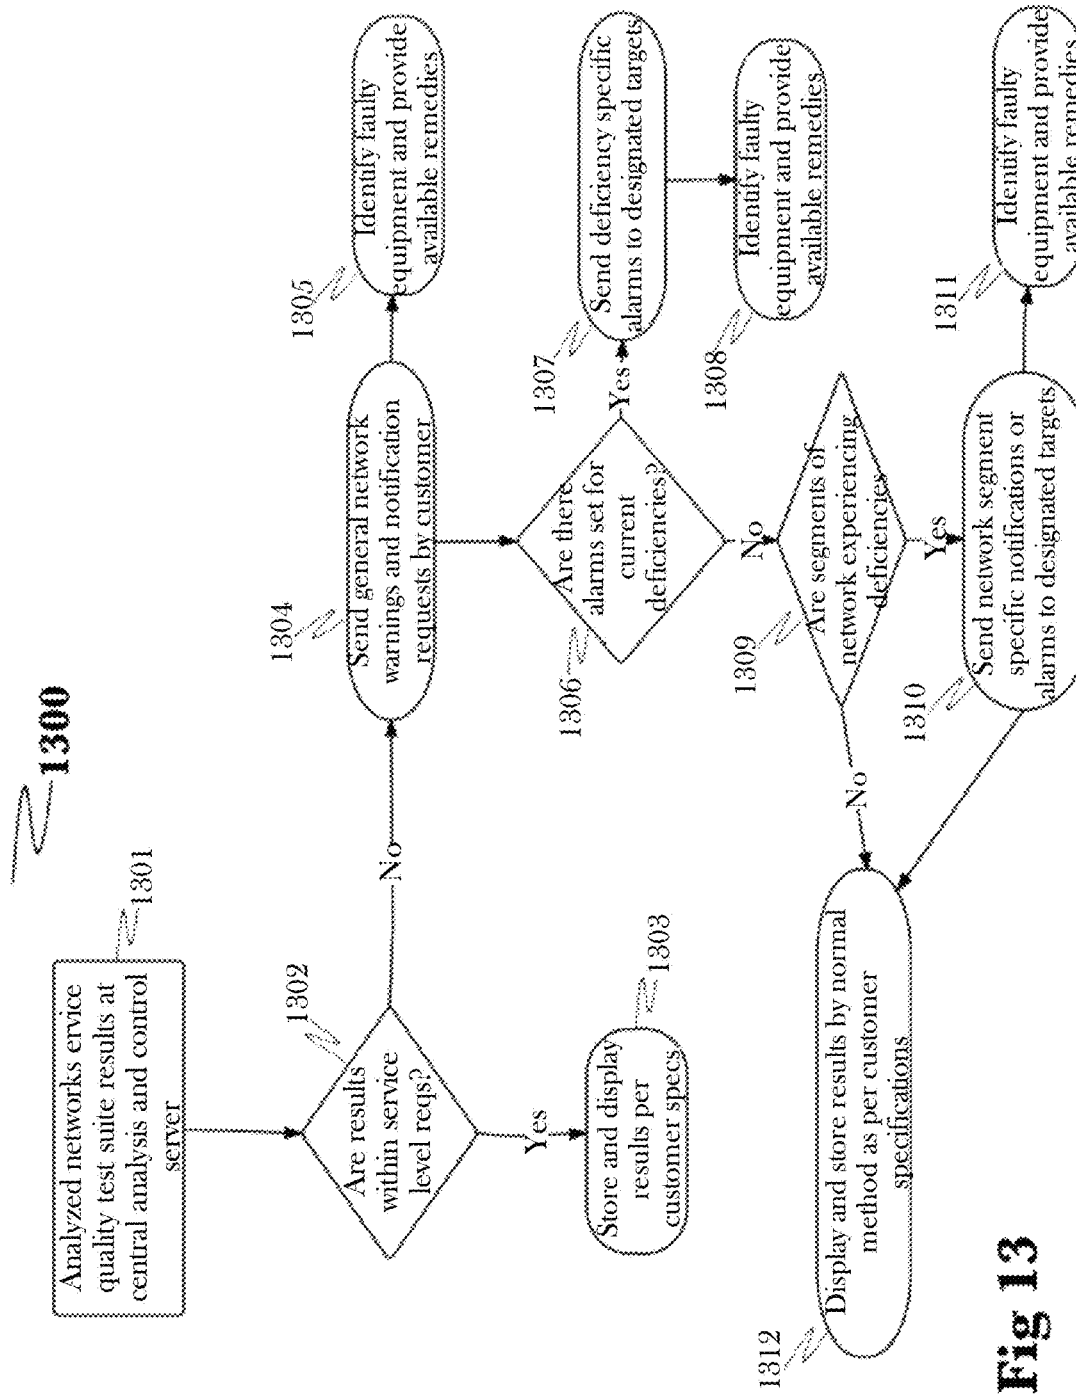 1300
Analyzed networks ervice
quality test suite results at
central analysis and control
server
1301
Are results
within service
level reqs?
1302
No
Yes
Store and display
results per
customer specs
1303
Send general network
warnings and notification
requests by customer
1304
Identify faulty
equipment and provide
available remedies
1305
Are there
alarms set for
current
deficiencies?
1306
Yes
No
Send deficiency specific
alarms to designated targets
1307
Identify faulty
equipment and provide
available remedies
1308
Are segments of
network experiencing
deficiencies
1309
No
Yes
Send network segment
specific notifications or
alarms to designated targets
1310
Identify faulty
equipment and provide
available remedies
1311
Display and store results by normal
method as per customer
specifications
1312
Fig 13